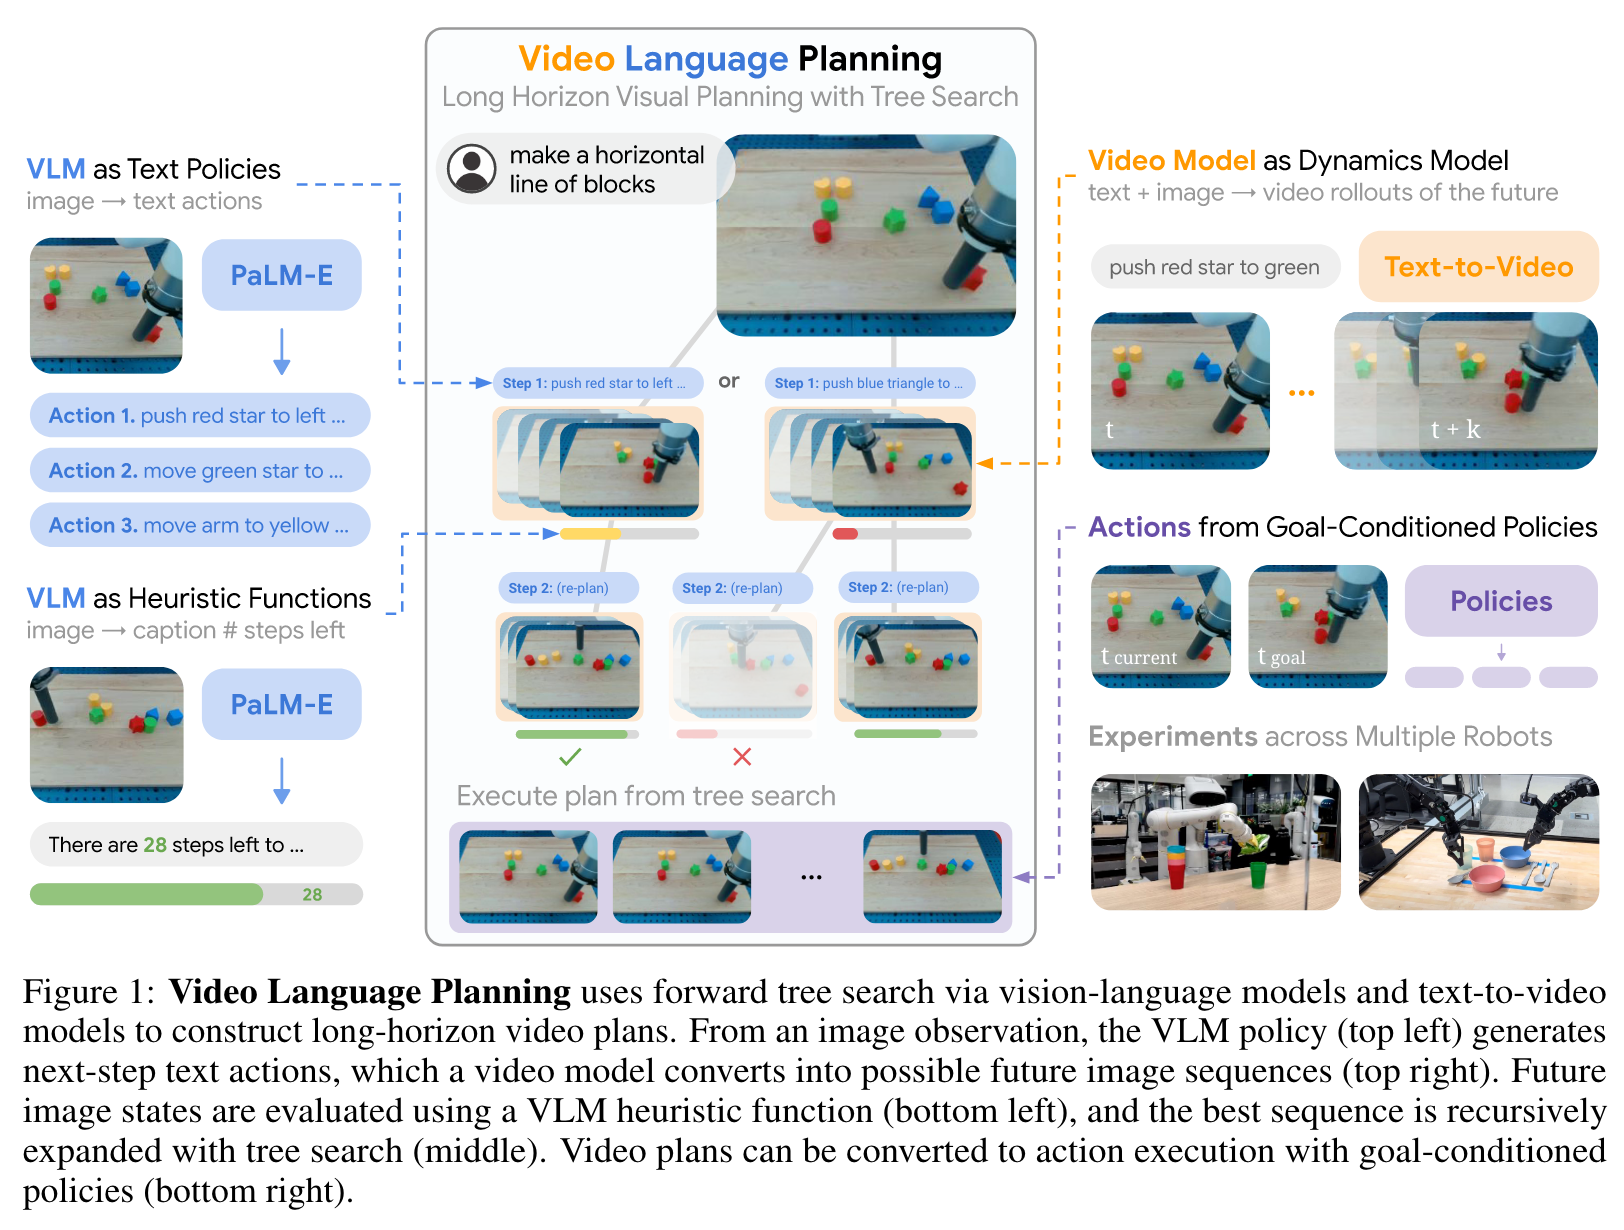 Video Language Planning
Long Horizon Visual Planning with Tree Search
make a horizontal
line of blocks
VLM as Text Policies
image → text actions
PaLM-E
Action 1. push red star to left ...
Action 2. move green star to ...
Action 3. move arm to yellow ...
VLM as Heuristic Functions
image → caption # steps left
PaLM-E
There are 28 steps left to ...
28
Step 1: push red star to left ...
or
Step 1: push blue triangle to ...
Step 2: (re-plan)
Step 2: (re-plan)
Step 2: (re-plan)
Execute plan from tree search
...
Video Model as Dynamics Model
text + image → video rollouts of the future
push red star to green
Text-to-Video
t
...
t + k
Actions from Goal-Conditioned Policies
t current
t goal
Policies
Experiments across Multiple Robots
Figure 1: Video Language Planning uses forward tree search via vision-language models and text-to-video
models to construct long-horizon video plans. From an image observation, the VLM policy (top left) generates
next-step text actions, which a video model converts into possible future image sequences (top right). Future
image states are evaluated using a VLM heuristic function (bottom left), and the best sequence is recursively
expanded with tree search (middle). Video plans can be converted to action execution with goal-conditioned
policies (bottom right).